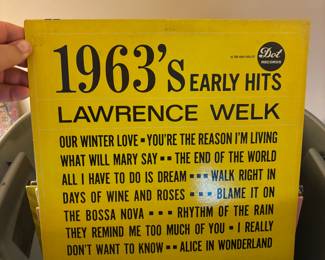 Dot
RECORDS
1963's EARLY HITS
LAWRENCE WELK
OUR WINTER LOVE ▪ YOU'RE THE REASON I'M LIVING
WHAT WILL MARY SAY ▪▪ THE END OF THE WORLD
ALL I HAVE TO DO IS DREAM ▪▪▪ WALK RIGHT IN
DAYS OF WINE AND ROSES ▪▪▪ BLAME IT ON
THE BOSSA NOVA ▪▪▪ RHYTHM OF THE RAIN
THEY REMIND ME TOO MUCH OF YOU ▪ I REALLY
DON'T WANT TO KNOW ▪▪ ALICE IN WONDERLAND